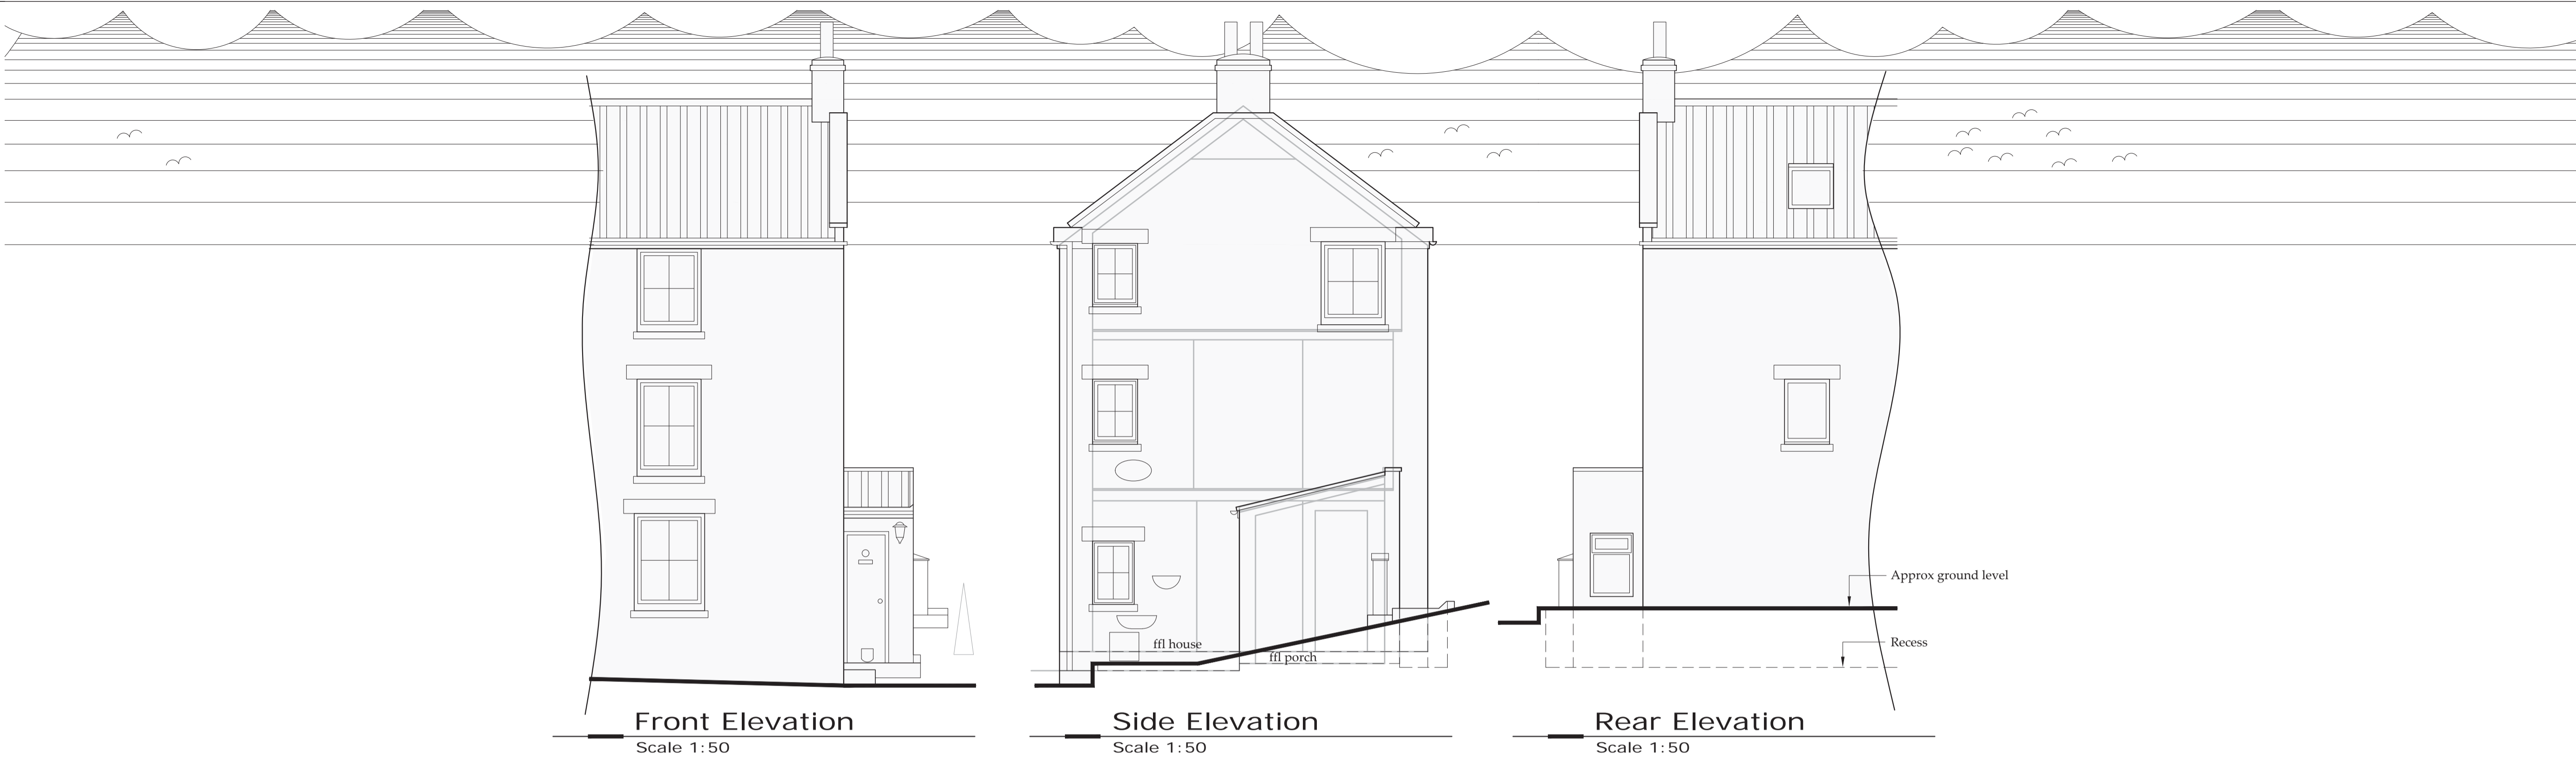 Approx ground level
Recess
ffl house
ffl porch
Front Elevation
Scale 1:50
Side Elevation
Scale 1:50
Rear Elevation
Scale 1:50